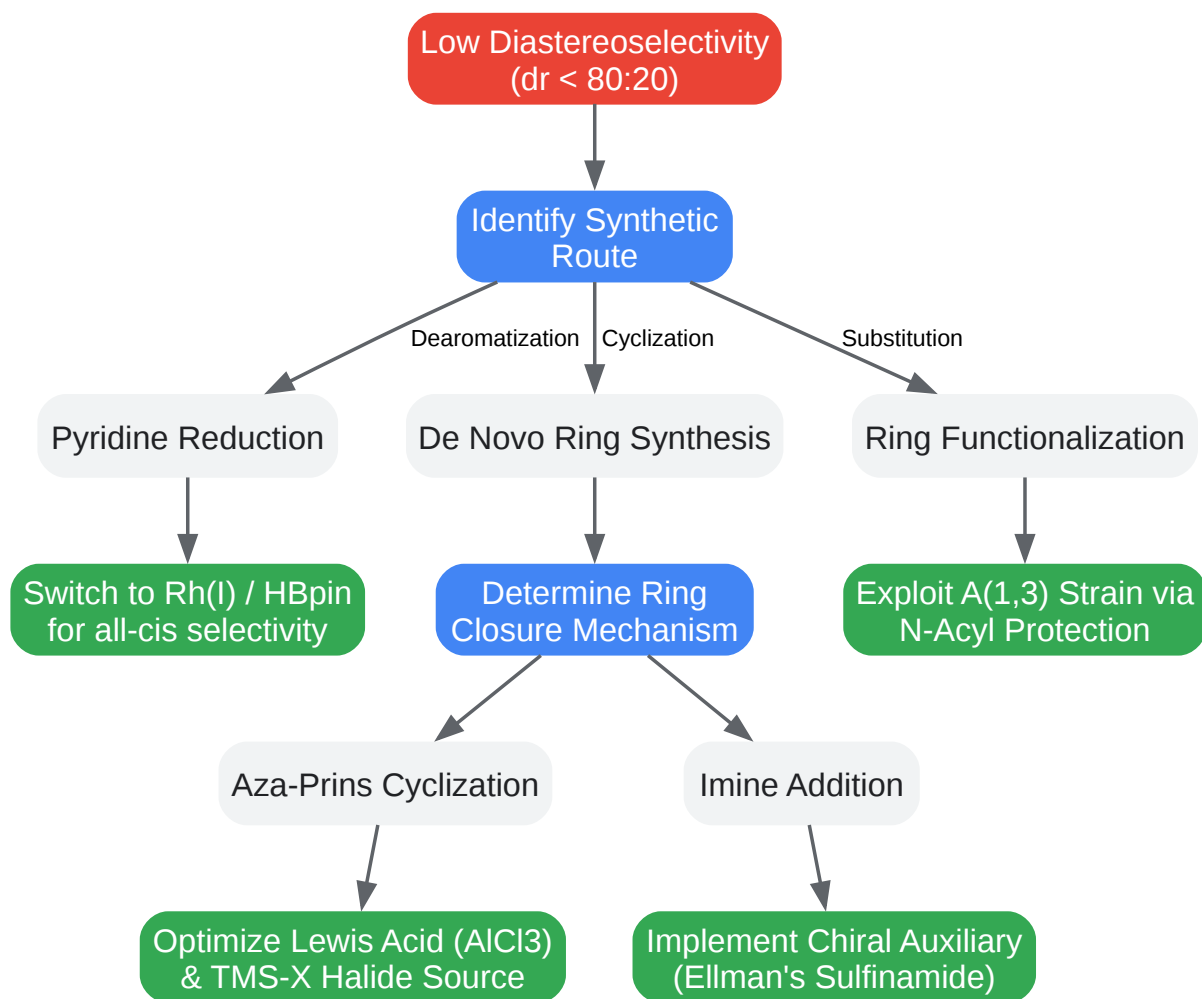 Low Diastereoselectivity
(dr < 80:20)
Identify Synthetic
Route
Dearomatization
Cyclization
Substitution
Pyridine Reduction
De Novo Ring Synthesis
Ring Functionalization
Switch to Rh(I) / HBpin
for all-cis selectivity
Determine Ring
Closure Mechanism
Exploit A(1,3) Strain via
N-Acyl Protection
Aza-Prins Cyclization
Imine Addition
Optimize Lewis Acid (AlCl3)
& TMS-X Halide Source
Implement Chiral Auxiliary
(Ellman's Sulfinamide)